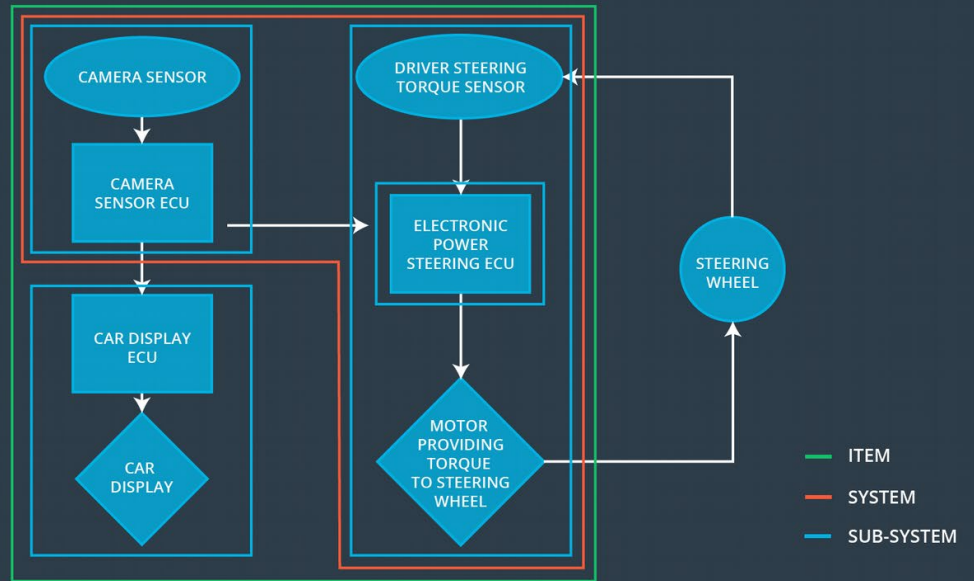 CAMERA SENSOR
CAMERA
SENSOR ECU
CAR DISPLAY
ECU
CAR
DISPLAY
DRIVER STEERING
TORQUE SENSOR
ELECTRONIC
POWER
STEERING ECU
MOTOR
PROVIDING
TORQUE
TO STEERING
WHEEL
STEERING
WHEEL
ITEM
SYSTEM
SUB-SYSTEM